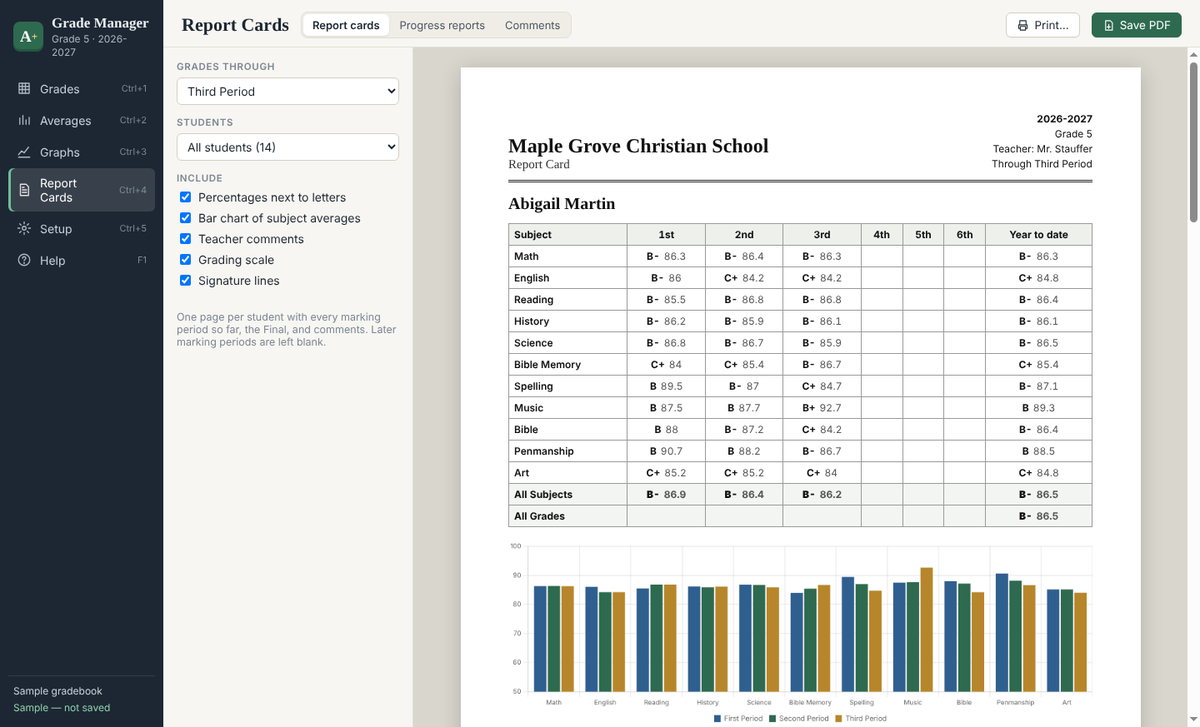 A+
Grade Manager
Grade 5 · 2026-
2027
Grades Ctrl+1
Averages Ctrl+2
Graphs Ctrl+3
Report
Cards Ctrl+4
Setup Ctrl+5
Help F1
Sample gradebook
Sample — not saved
Report Cards
Report cards Progress reports Comments
Print... Save PDF
GRADES THROUGH
Third Period
STUDENTS
All students (14)
INCLUDE
Percentages next to letters
Bar chart of subject averages
Teacher comments
Grading scale
Signature lines
One page per student with every marking
period so far, the Final, and comments. Later
marking periods are left blank.
Maple Grove Christian School
Report Card
2026-2027
Grade 5
Teacher: Mr. Stauffer
Through Third Period
Abigail Martin
Subject 1st 2nd 3rd 4th 5th 6th Year to date
Math B- 86.3 B- 86.4 B- 86.3 B- 86.3
English B- 86 C+ 84.2 C+ 84.2 C+ 84.8
Reading B- 85.5 B- 86.8 B- 86.8 B- 86.4
History B- 86.2 B- 85.9 B- 86.1 B- 86.1
Science B- 86.8 B- 86.7 B- 85.9 B- 86.5
Bible Memory C+ 84 C+ 85.4 B- 86.7 C+ 85.4
Spelling B 89.5 B- 87 C+ 84.7 B- 87.1
Music B 87.5 B 87.7 B+ 92.7 B 89.3
Bible B 88 B- 87.2 C+ 84.2 B- 86.4
Penmanship B 90.7 B 88.2 B- 86.7 B 88.5
Art C+ 85.2 C+ 85.2 C+ 84 C+ 84.8
All Subjects B- 86.9 B- 86.4 B- 86.2 B- 86.5
All Grades B- 86.5
100
90
80
70
60
50
Math English Reading History Science Bible Memory Spelling Music Bible Penmanship Art
First Period Second Period Third Period